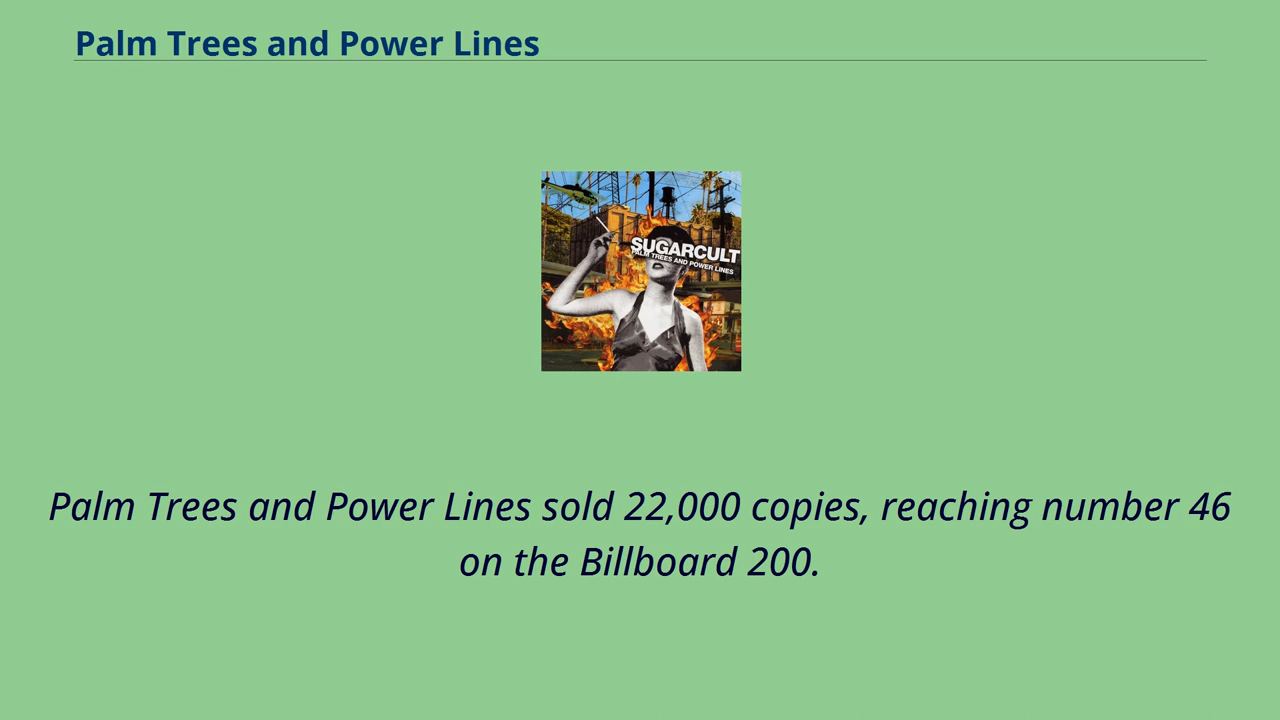 Palm Trees and Power Lines
SUGARCULT
PALM TREES AND POWER LINES
Palm Trees and Power Lines sold 22,000 copies, reaching number 46
on the Billboard 200.